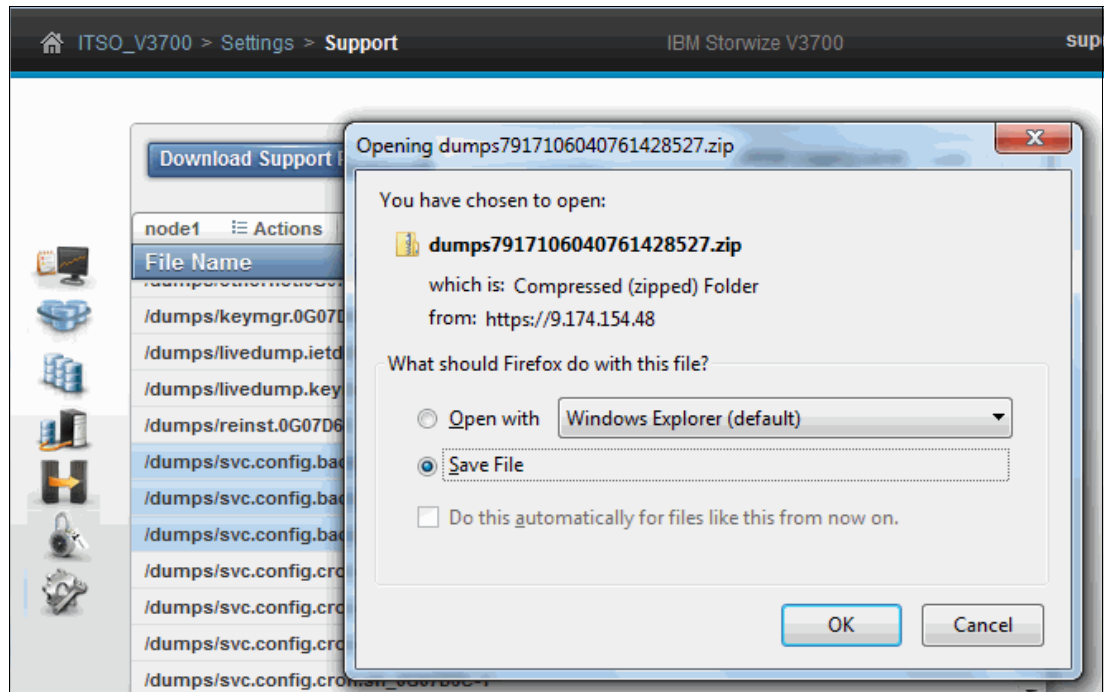 ITSO_V3700 > Settings > Support
IBM Storwize V3700
Download Support
Opening dumps7917106040761428527.zip
You have chosen to open:
dumps7917106040761428527.zip
which is: Compressed (zipped) Folder
from: https://9.174.154.48
What should Firefox do with this file?
Open with
Windows Explorer (default)
Save File
Do this automatically for files like this from now on.
OK
Cancel
node1
Actions
File Name
/dumps/keymgr.0G07D
/dumps/livedump.ietd
/dumps/livedump.key
/dumps/reinst.0G07D6
/dumps/svc.config.bac
/dumps/svc.config.bac
/dumps/svc.config.bac
/dumps/svc.config.cro
/dumps/svc.config.cro
/dumps/svc.config.cro